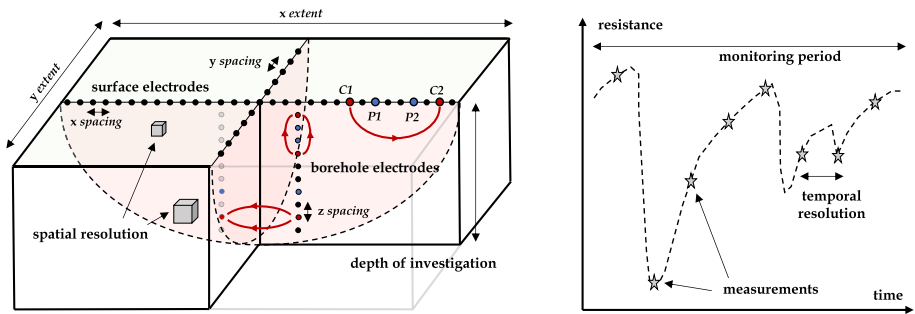 x extent
y extent
y spacing
surface electrodes
C1
C2
x spacing
P1
P2
borehole electrodes
z spacing
spatial resolution
depth of investigation
resistance
monitoring period
temporal
resolution
measurements
time